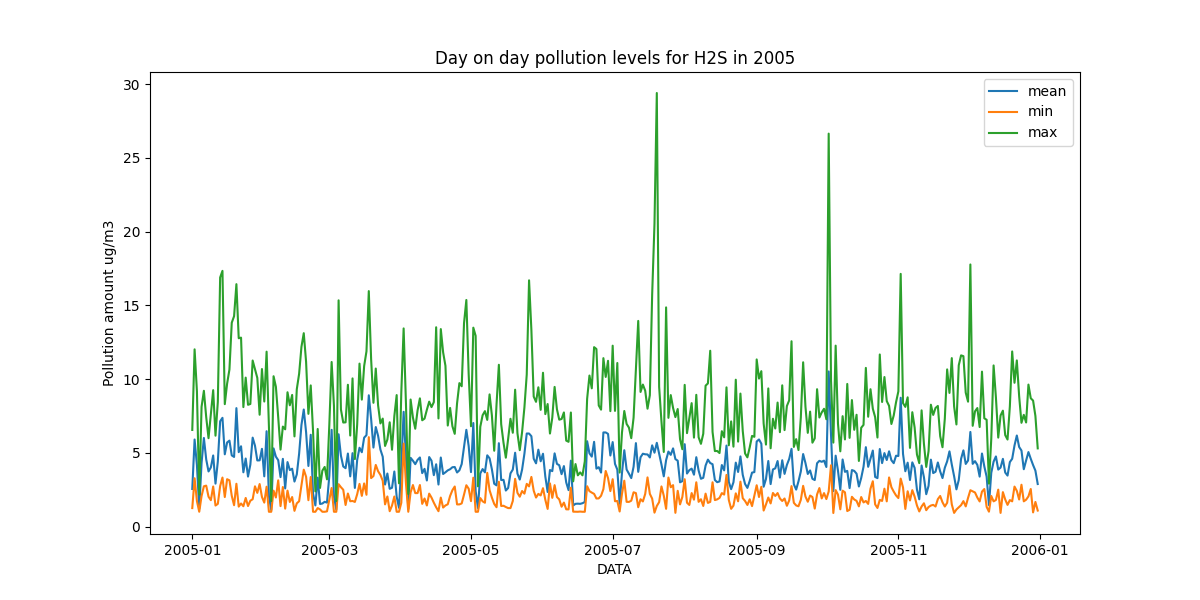 Day on day pollution levels for H2S in 2005
30
25
20
15
10
5
0
Pollution amount ug/m3
mean
min
max
2005-01
2005-03
2005-05
2005-07
2005-09
2005-11
2006-01
DATA